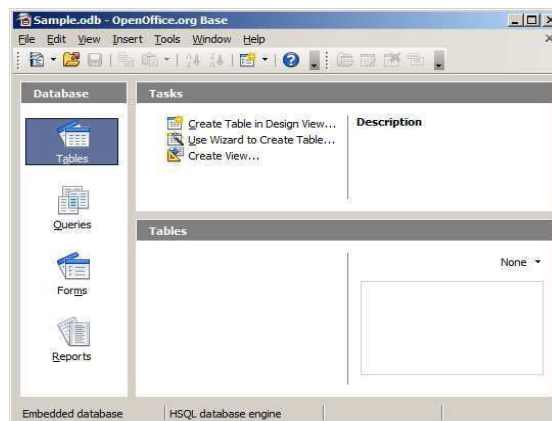 Sample.odb - OpenOffice.org Base
File Edit View Insert Tools Window Help
Database
Tasks
Tables
Queries
Forms
Reports
Create Table in Design View...
Use Wizard to Create Table...
Create View...
Description
Tables
None
Embedded database
HSQL database engine